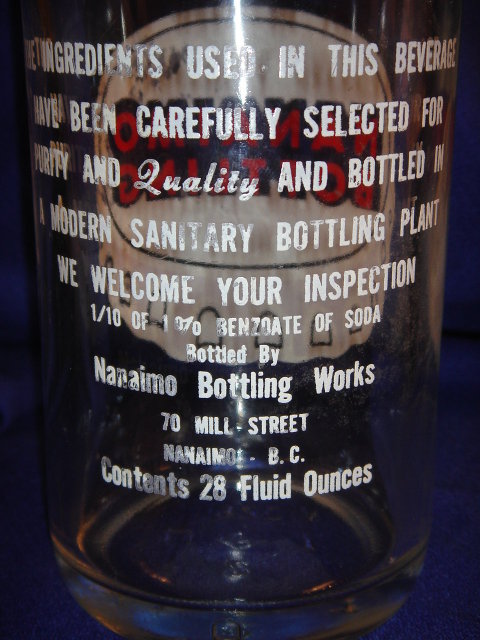 THE INGREDIENTS USED IN THIS BEVERAGE
HAVE BEEN CAREFULLY SELECTED FOR
PURITY AND Quality AND BOTTLED IN
A MODERN SANITARY BOTTLING PLANT
WE WELCOME YOUR INSPECTION
1/10 OF 1% BENZOATE OF SODA
Bottled By
Nanaimo Bottling Works
70 MILL - STREET
NANAIMO - B.C.
Contents 28 Fluid Ounces
NANAIMO
BOTTLING